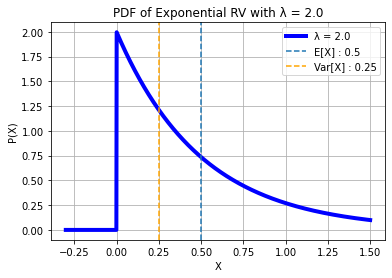 PDF of Exponential RV with λ = 2.0
λ = 2.0
E[X] : 0.5
Var[X] : 0.25
P(X)
2.00
1.75
1.50
1.25
1.00
0.75
0.50
0.25
0.00
−0.25 0.00 0.25 0.50 0.75 1.00 1.25 1.50
X